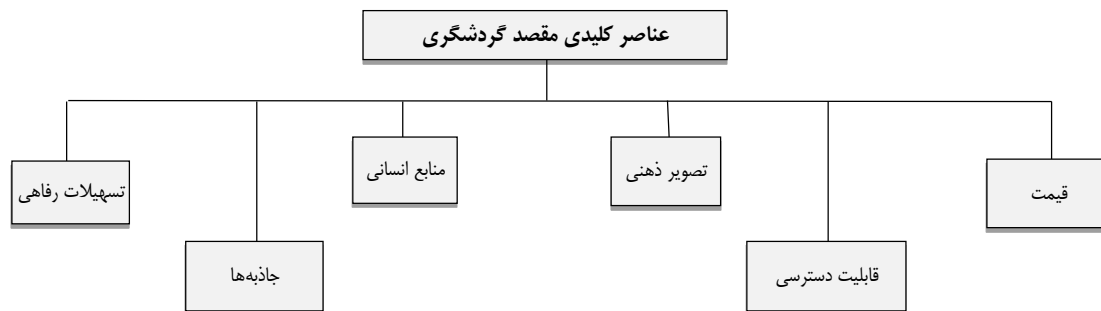 عناصر کلیدی مقصد گردشگری
قیمت
قابلیت دسترسی
تصویر ذهنی
منابع انسانی
جاذبه‌ها
تسهیلات رفاهی